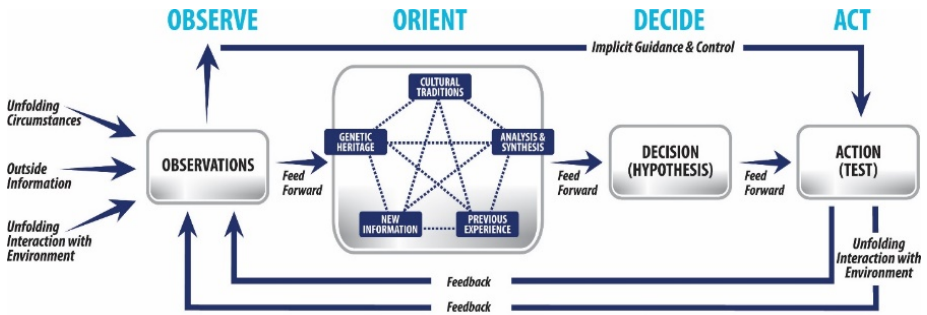 OBSERVE
ORIENT
DECIDE
ACT
Implicit Guidance & Control
CULTURAL
TRADITIONS
GENETIC
HERITAGE
ANALYSIS &
SYNTHESIS
NEW
INFORMATION
PREVIOUS
EXPERIENCE
Unfolding
Circumstances
Outside
Information
Unfolding
Interaction with
Environment
OBSERVATIONS
Feed
Forward
Feed
Forward
DECISION
(HYPOTHESIS)
Feed
Forward
ACTION
(TEST)
Unfolding
Interaction with
Environment
Feedback
Feedback